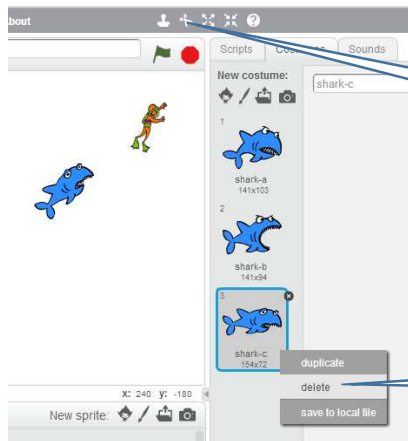 About
Scripts
Costumes
Sounds
New costume:
shark-c
1
shark-a
141x103
2
shark-b
141x94
3
shark-c
154x72
duplicate
delete
save to local file
x: 240 y: -180
New sprite: